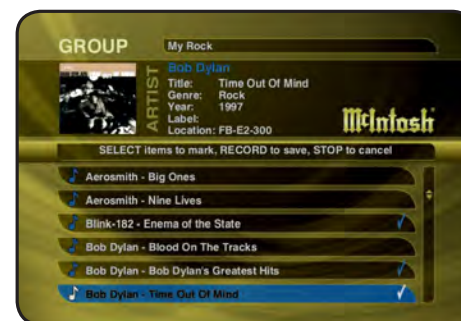 GROUP
My Rock
ARTIST
Bob Dylan
Title: Time Out Of Mind
Genre: Rock
Year: 1997
Label:
Location: FB-E2-300
McIntosh
SELECT items to mark, RECORD to save, STOP to cancel
Aerosmith - Big Ones
Aerosmith - Nine Lives
Blink-182 - Enema of the State
Bob Dylan - Blood On The Tracks
Bob Dylan - Bob Dylan's Greatest Hits
Bob Dylan - Time Out Of Mind